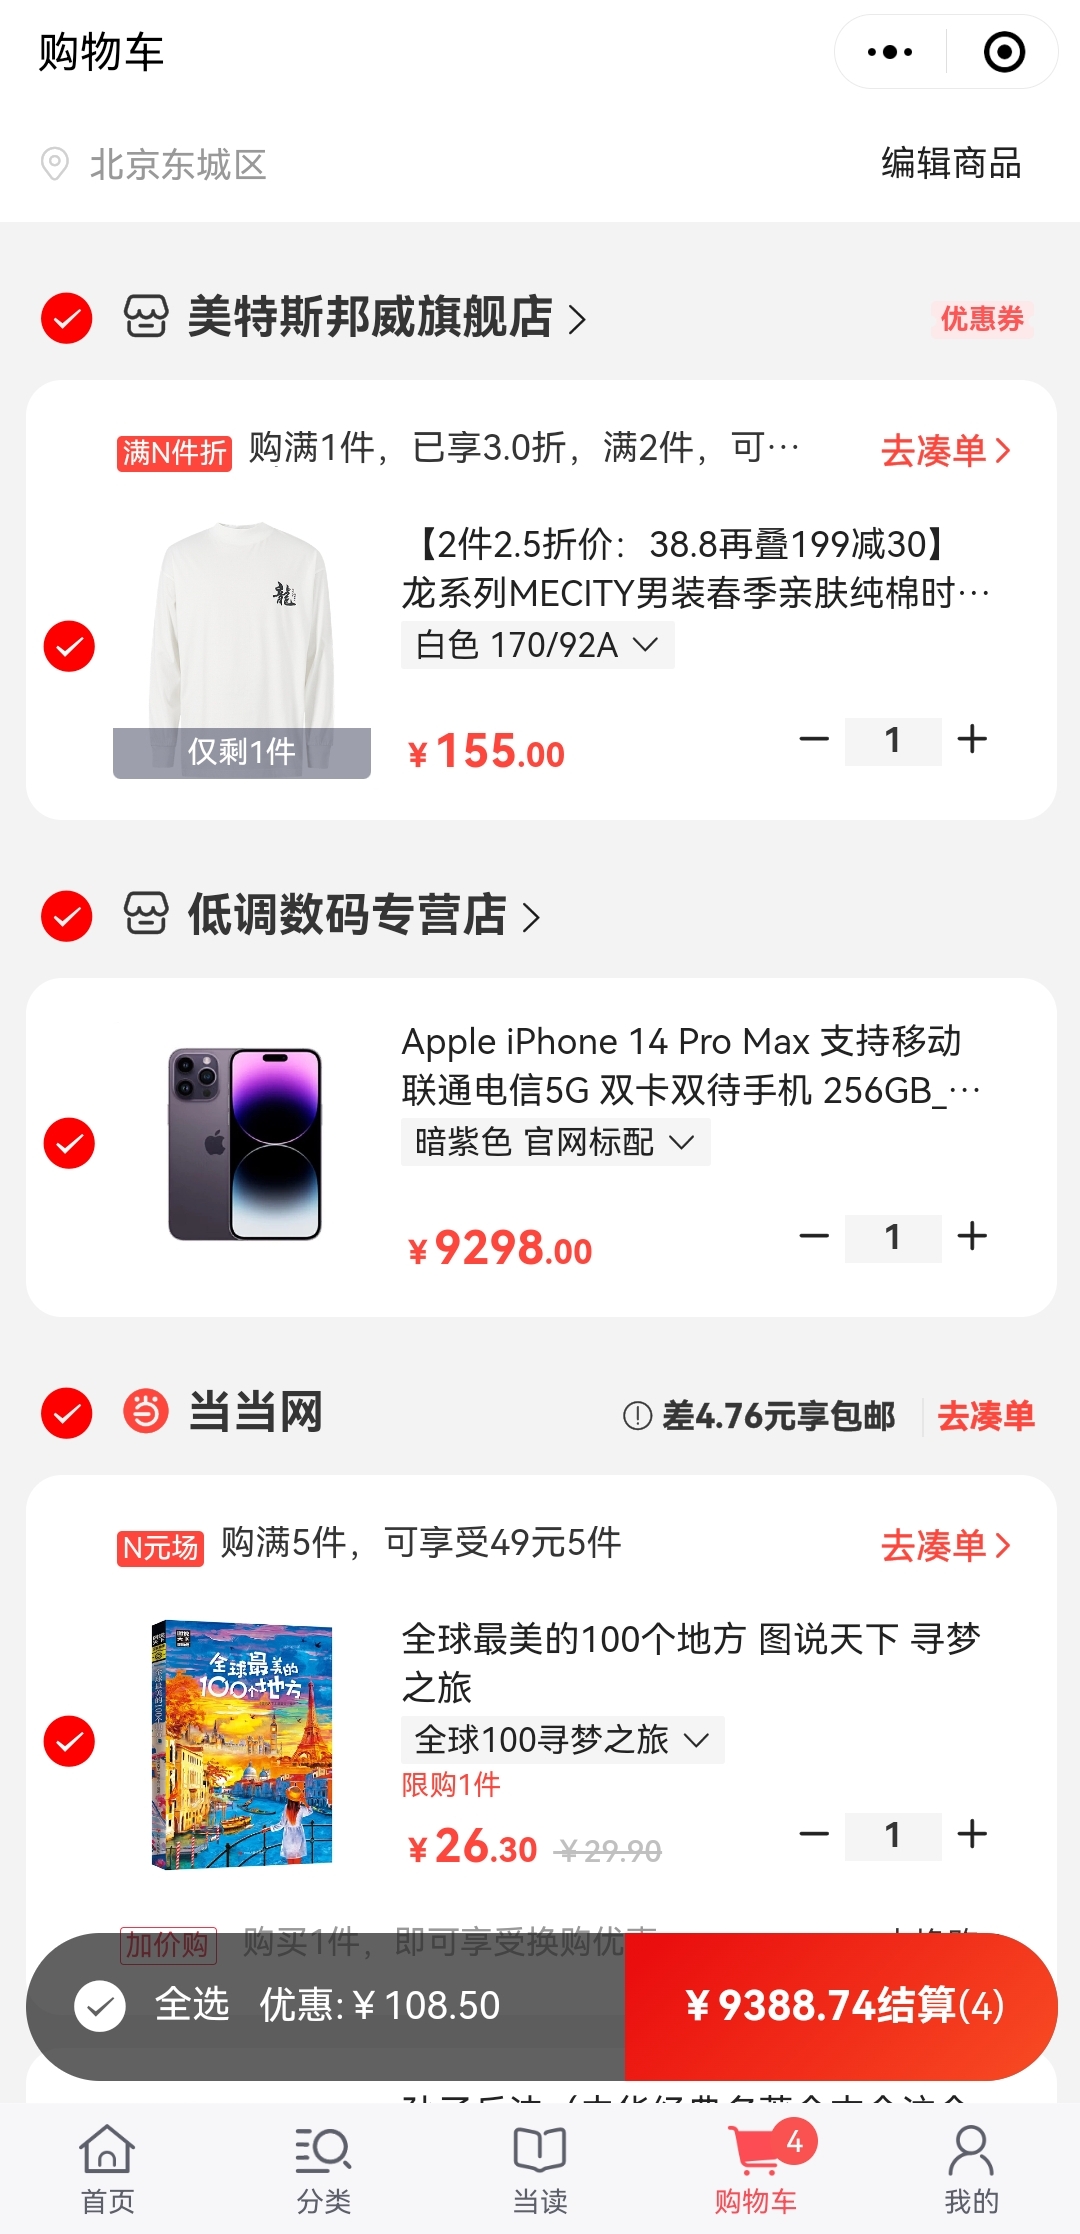 购物车
北京东城区
编辑商品
美特斯邦威旗舰店
优惠券
满N件折 购满1件，已享3.0折，满2件，可… 去凑单
【2件2.5折价：38.8再叠199减30】
龙系列MECITY男装春季亲肤纯棉时…
白色 170/92A
龍
仅剩1件
¥155.00
1
低调数码专营店
Apple iPhone 14 Pro Max 支持移动
联通电信5G 双卡双待手机 256GB_…
暗紫色 官网标配
¥9298.00
1
当当网
差4.76元享包邮
去凑单
N元场 购满5件，可享受49元5件 去凑单
全球最美的
100个地方
全球最美的100个地方 图说天下 寻梦
之旅
全球100寻梦之旅
限购1件
¥26.30 ¥29.90
1
加价购 购买1件，即可享受换购优惠
全选 优惠:¥108.50
¥9388.74结算(4)
首页
分类
当读
购物车
4
我的